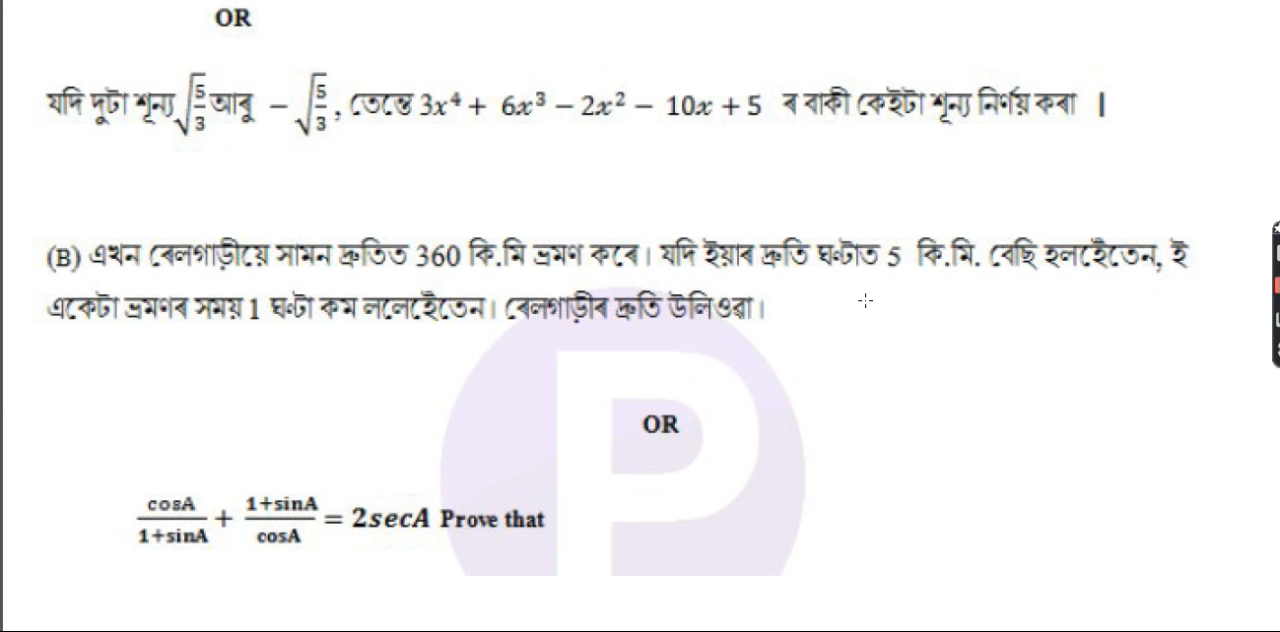 OR
যদি দুটা শূন্য √(5/3) আৰু − √(5/3), তেন্তে 3x⁴ + 6x³ − 2x² − 10x + 5 ৰ বাকী কেইটা শূন্য নিৰ্ণয় কৰা |
(B) এখন ৰেলগাড়ীয়ে সামন দ্ৰুতিত 360 কি.মি ভ্ৰমণ কৰে। যদি ইয়াৰ দ্ৰুতি ঘণ্টাত 5 কি.মি. বেছি হলহেঁতেন, ই
একেটা ভ্ৰমণৰ সময় 1 ঘণ্টা কম ললেহেঁতেন। ৰেলগাড়ীৰ দ্ৰুতি উলিওৱা।
OR
cosA/(1+sinA) + (1+sinA)/cosA = 2secA Prove that